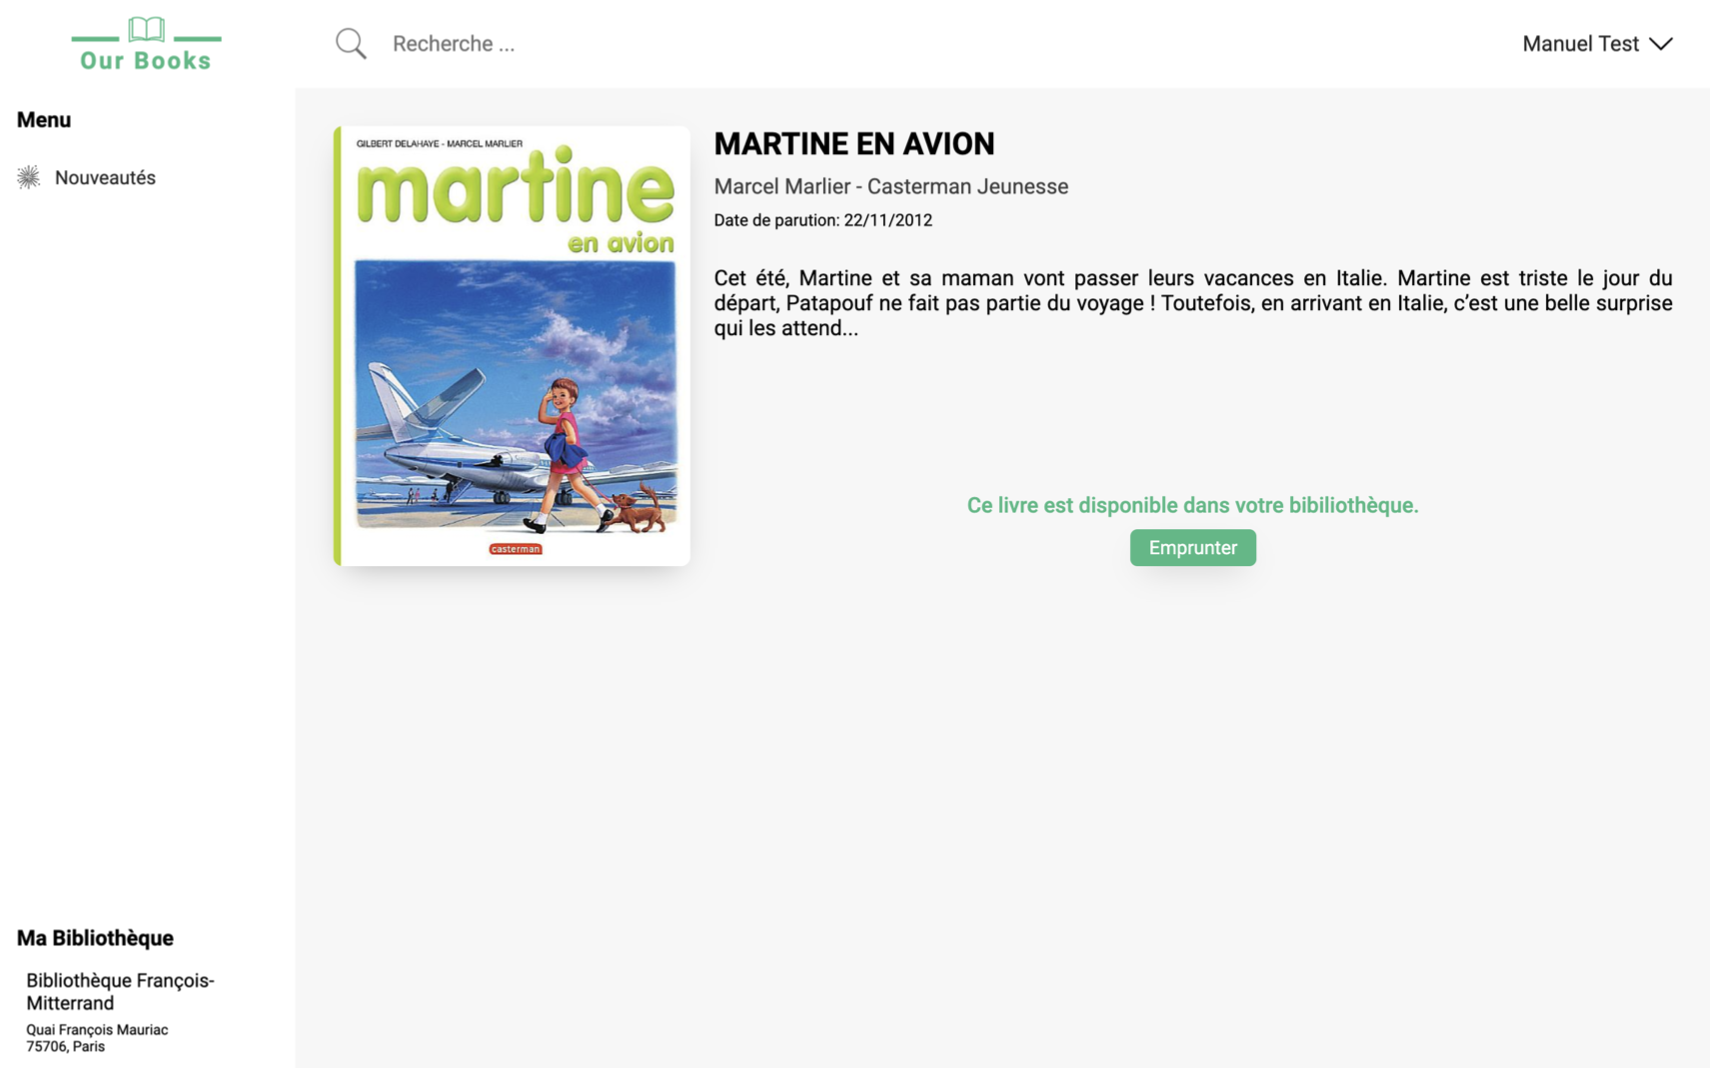 Our Books
Recherche ...
Manuel Test
Menu
Nouveautés
GILBERT DELAHAYE - MARCEL MARLIER
martine
en avion
casterman
MARTINE EN AVION
Marcel Marlier - Casterman Jeunesse
Date de parution: 22/11/2012
Cet été, Martine et sa maman vont passer leurs vacances en Italie. Martine est triste le jour du
départ, Patapouf ne fait pas partie du voyage ! Toutefois, en arrivant en Italie, c’est une belle surprise
qui les attend...
Ce livre est disponible dans votre bibiliothèque.
Emprunter
Ma Bibliothèque
Bibliothèque François-
Mitterrand
Quai François Mauriac
75706, Paris